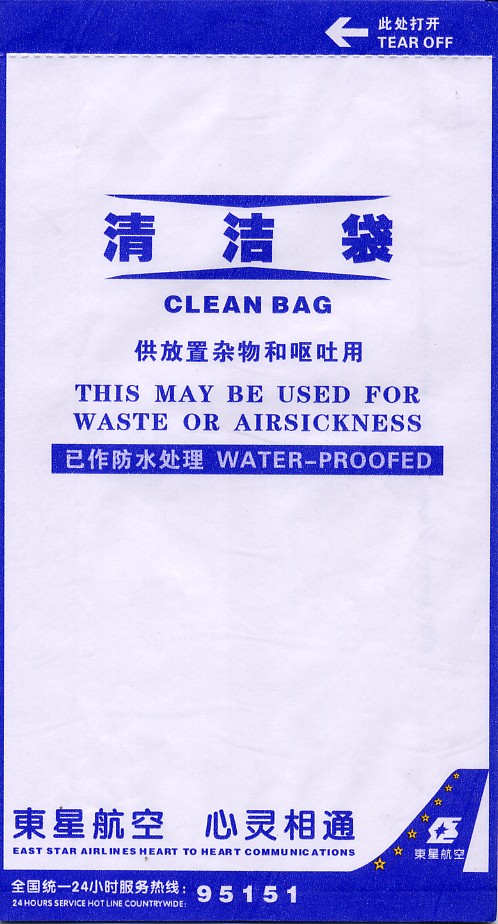 此处打开
TEAR OFF
清洁袋
CLEAN BAG
供放置杂物和呕吐用
THIS MAY BE USED FOR
WASTE OR AIRSICKNESS
已作防水处理 WATER-PROOFED
東星航空 心灵相通
EAST STAR AIRLINES HEART TO HEART COMMUNICATIONS
東星航空
全国统一24小时服务热线: 95151
24 HOURS SERVICE HOT LINE COUNTRYWIDE: